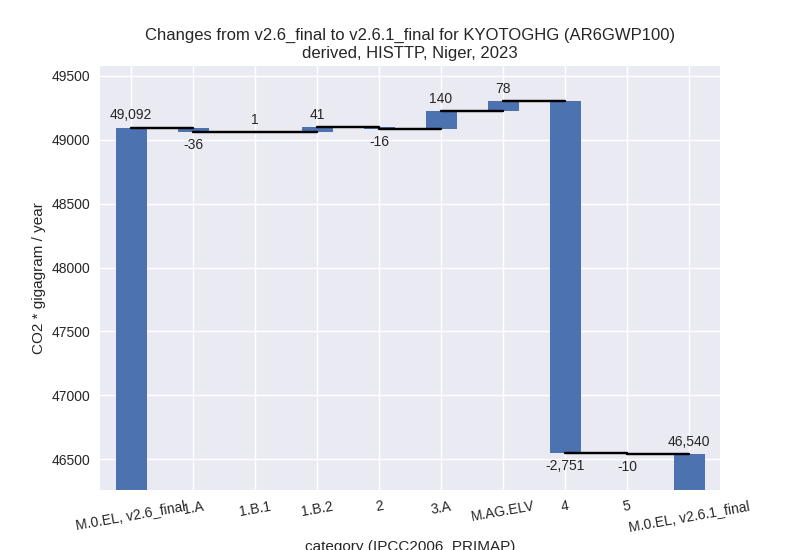 Changes from v2.6_final to v2.6.1_final for KYOTOGHG (AR6GWP100)
derived, HISTTP, Niger, 2023
49500
49000
48500
48000
47500
47000
46500
CO2 * gigagram / year
49,092
-36
1
41
-16
140
78
-2,751
-10
46,540
M.0.EL, v2.6_final
1.A
1.B.1
1.B.2
2
3.A
M.AG.ELV
4
5
M.0.EL, v2.6.1_final
category (IPCC2006_PRIMAP)